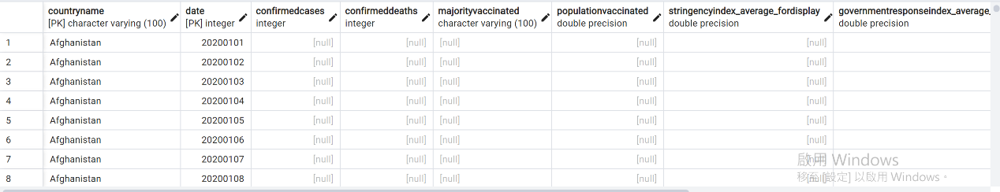 countryname date confirmedcases confirmeddeaths majorityvaccinated populationvaccinated stringencyindex_average_fordisplay governmentresponseindex_average_
[PK] character varying (100) [PK] integer integer integer character varying (100) double precision double precision double precision
1 Afghanistan 20200101 [null] [null] [null] [null] [null]
2 Afghanistan 20200102 [null] [null] [null] [null] [null]
3 Afghanistan 20200103 [null] [null] [null] [null] [null]
4 Afghanistan 20200104 [null] [null] [null] [null] [null]
5 Afghanistan 20200105 [null] [null] [null] [null] [null]
6 Afghanistan 20200106 [null] [null] [null] [null] [null]
7 Afghanistan 20200107 [null] [null] [null] [null] [null]
啟用 Windows
8 Afghanistan 20200108 [null] [null] [null] [null] [null]
移至 [設定] 以啟用 Windows。